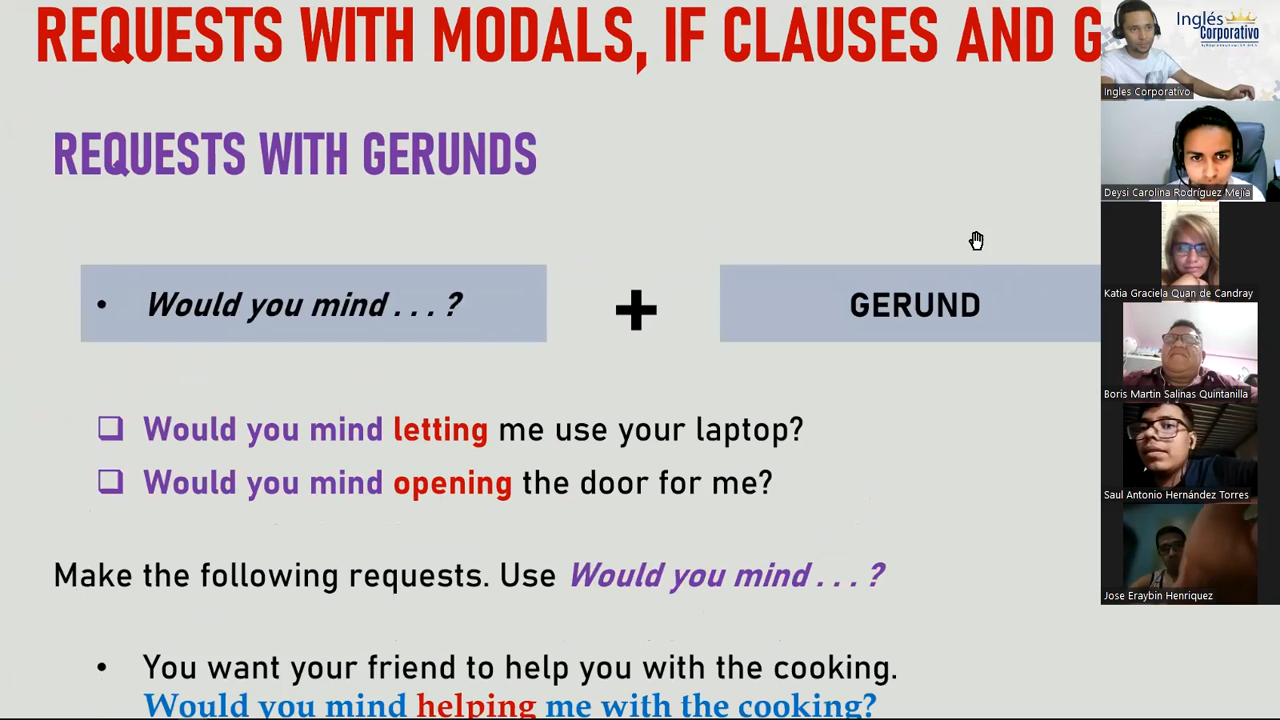 REQUESTS WITH MODALS, IF CLAUSES AND G
Inglés
Corporativo
Ingles Corporativo
REQUESTS WITH GERUNDS
Deysi Carolina Rodríguez Mejía
• Would you mind . . . ?
+
GERUND
Katia Graciela Quan de Candray
Boris Martin Salinas Quintanilla
Would you mind letting me use your laptop?
Would you mind opening the door for me?
Saul Antonio Hernández Torres
Make the following requests. Use Would you mind . . . ?
Jose Eraybin Henriquez
• You want your friend to help you with the cooking.
Would you mind helping me with the cooking?